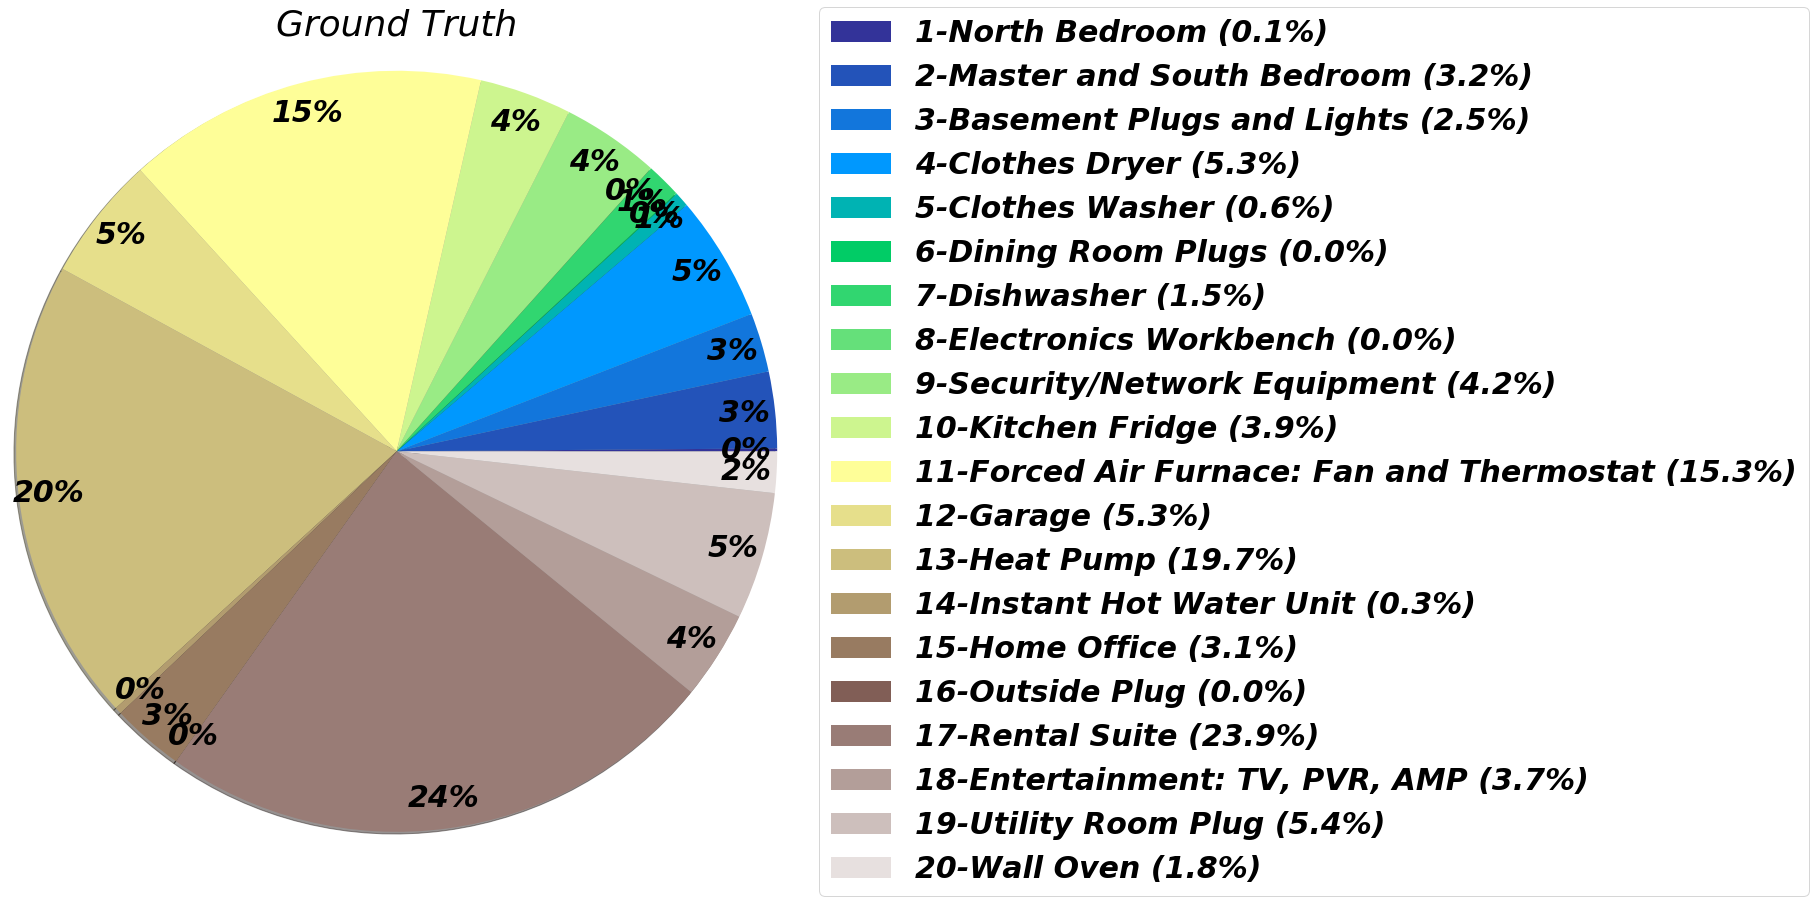 Ground Truth
15%
4%
4%
0%
1%
0%
1%
5%
3%
3%
0%
2%
5%
4%
24%
0%
3%
0%
20%
5%
1-North Bedroom (0.1%)
2-Master and South Bedroom (3.2%)
3-Basement Plugs and Lights (2.5%)
4-Clothes Dryer (5.3%)
5-Clothes Washer (0.6%)
6-Dining Room Plugs (0.0%)
7-Dishwasher (1.5%)
8-Electronics Workbench (0.0%)
9-Security/Network Equipment (4.2%)
10-Kitchen Fridge (3.9%)
11-Forced Air Furnace: Fan and Thermostat (15.3%)
12-Garage (5.3%)
13-Heat Pump (19.7%)
14-Instant Hot Water Unit (0.3%)
15-Home Office (3.1%)
16-Outside Plug (0.0%)
17-Rental Suite (23.9%)
18-Entertainment: TV, PVR, AMP (3.7%)
19-Utility Room Plug (5.4%)
20-Wall Oven (1.8%)